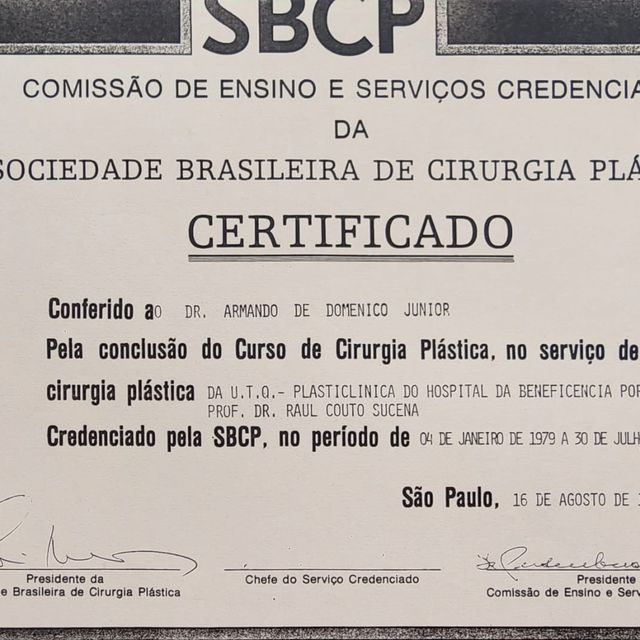 SBCP
COMISSÃO DE ENSINO E SERVIÇOS CREDENCIA
DA
SOCIEDADE BRASILEIRA DE CIRURGIA PLÁ
CERTIFICADO
Conferido aO DR. ARMANDO DE DOMENICO JUNIOR
Pela conclusão do Curso de Cirurgia Plástica, no serviço de
cirurgia plástica DA U.T.Q.- PLASTICLINICA DO HOSPITAL DA BENEFICENCIA POR
PROF. DR. RAUL COUTO SUCENA
Credenciado pela SBCP, no período de 04 DE JANEIRO DE 1979 A 30 DE JULH
São Paulo, 16 DE AGOSTO DE
Presidente da Chefe do Serviço Credenciado Presidente
e Brasileira de Cirurgia Plástica Comissão de Ensino e Serv